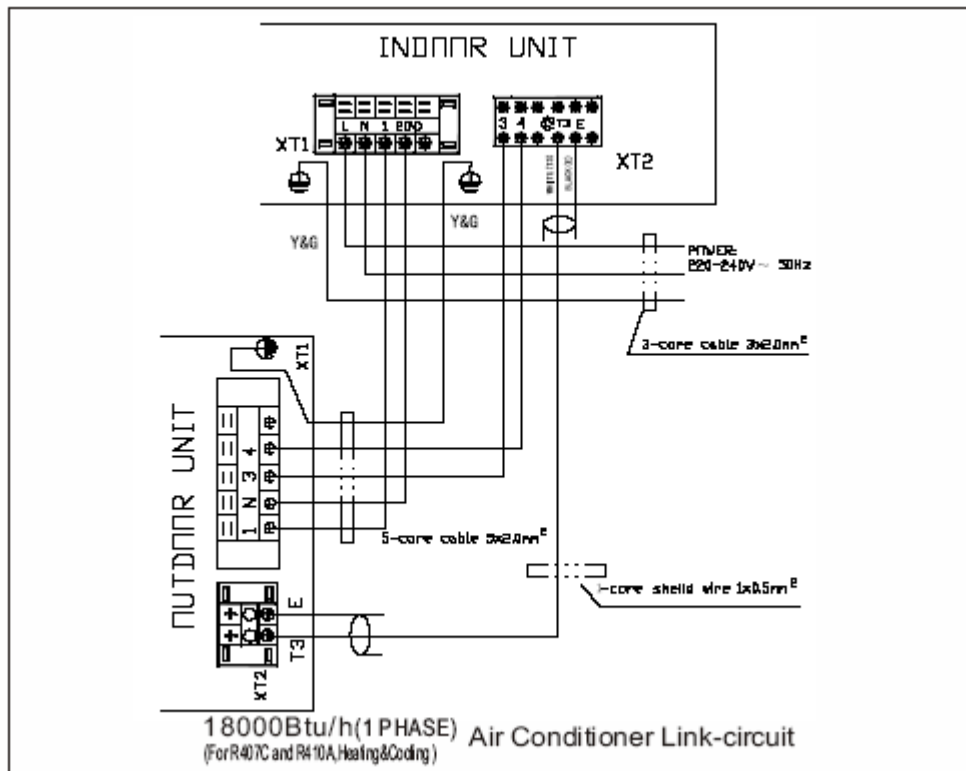 INDOOR UNIT
L N 1 2(N)
3 4 T3 E
XT1
XT2
Y&G
Y&G
POWER:
220-240V~ 50Hz
3-core cable 3x2.0mm²
XT1
OUTDOOR UNIT
1 N 3 4
5-core cable 5x2.0mm²
1-core sheild wire 1x0.5mm²
E
T3
XT2
18000Btu/h(1PHASE) Air Conditioner Link-circuit
(For R407C and R410A,Heating&Cooling)